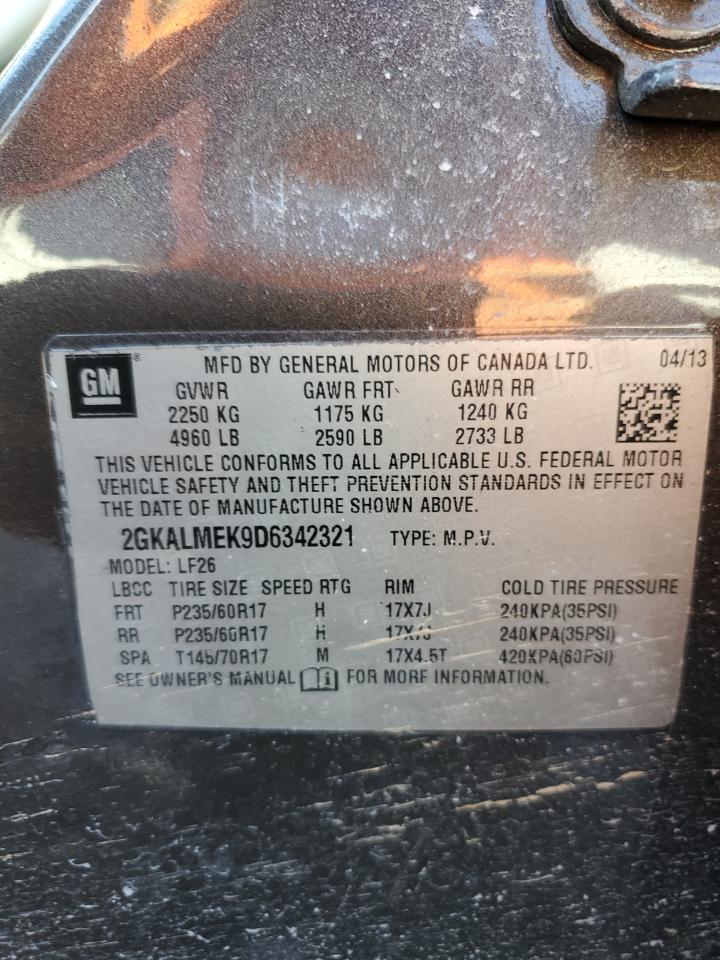 GM ® MFD BY GENERAL MOTORS OF CANADA LTD. 04/13
GVWR GAWR FRT GAWR RR
2250 KG 1175 KG 1240 KG
4960 LB 2590 LB 2733 LB
THIS VEHICLE CONFORMS TO ALL APPLICABLE U.S. FEDERAL MOTOR
VEHICLE SAFETY AND THEFT PREVENTION STANDARDS IN EFFECT ON
THE DATE OF MANUFACTURE SHOWN ABOVE.
2GKALMEK9D6342321 TYPE: M.P.V.
MODEL: LF26
LBCC TIRE SIZE SPEED RTG RIM COLD TIRE PRESSURE
FRT P235/60R17 H 17X7J 240KPA(35PSI)
RR P235/60R17 H 17X7J 240KPA(35PSI)
SPA T145/70R17 M 17X4.5T 420KPA(60PSI)
SEE OWNER'S MANUAL FOR MORE INFORMATION.